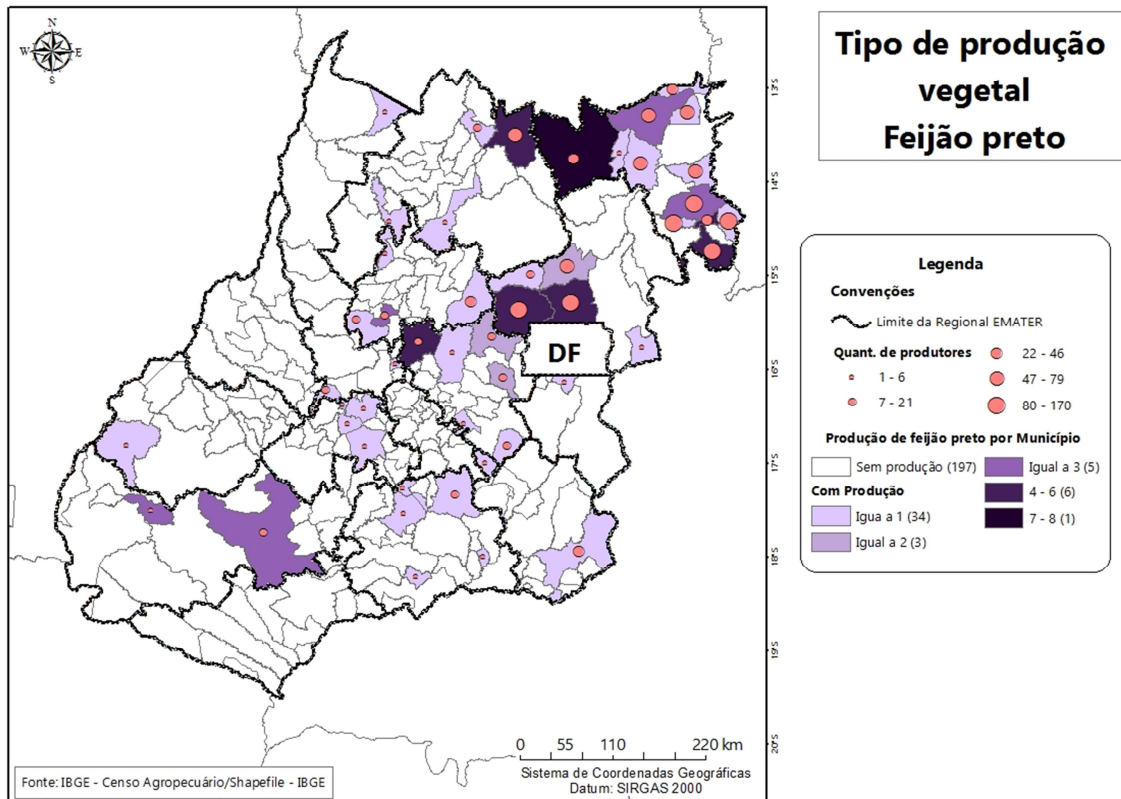 Tipo de produção
vegetal
Feijão preto
N
W
E
S
13°S
14°S
15°S
16°S
17°S
18°S
19°S
20°S
DF
Legenda
Convenções
Limite da Regional EMATER
Quant. de produtores
1 - 6
7 - 21
22 - 46
47 - 79
80 - 170
Produção de feijão preto por Município
Sem produção (197)
Com Produção
Igua a 1 (34)
Igual a 2 (3)
Igual a 3 (5)
4 - 6 (6)
7 - 8 (1)
0 55 110 220 km
Sistema de Coordenadas Geográficas
Datum: SIRGAS 2000
Fonte: IBGE - Censo Agropecuário/Shapefile - IBGE